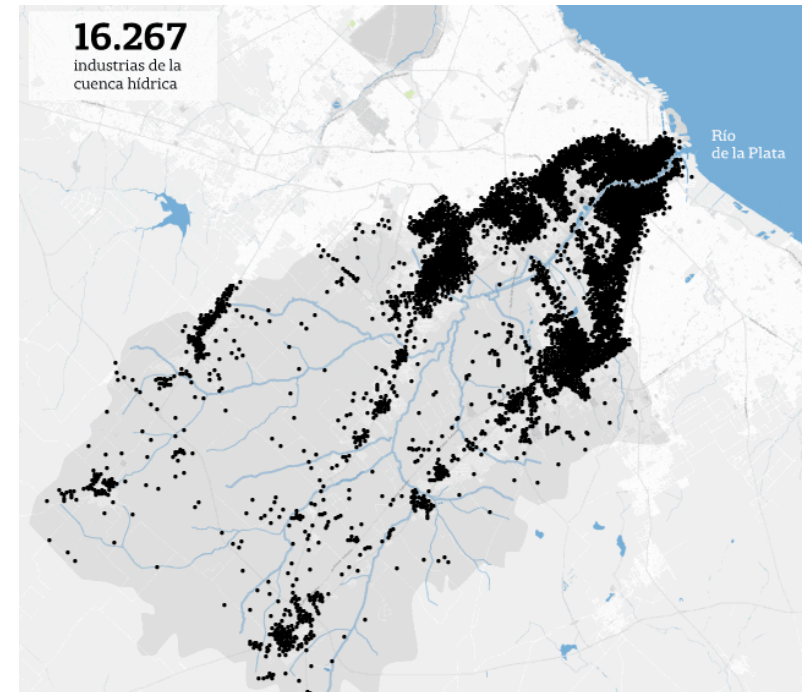 16.267
industrias de la
cuenca hídrica
Río
de la Plata